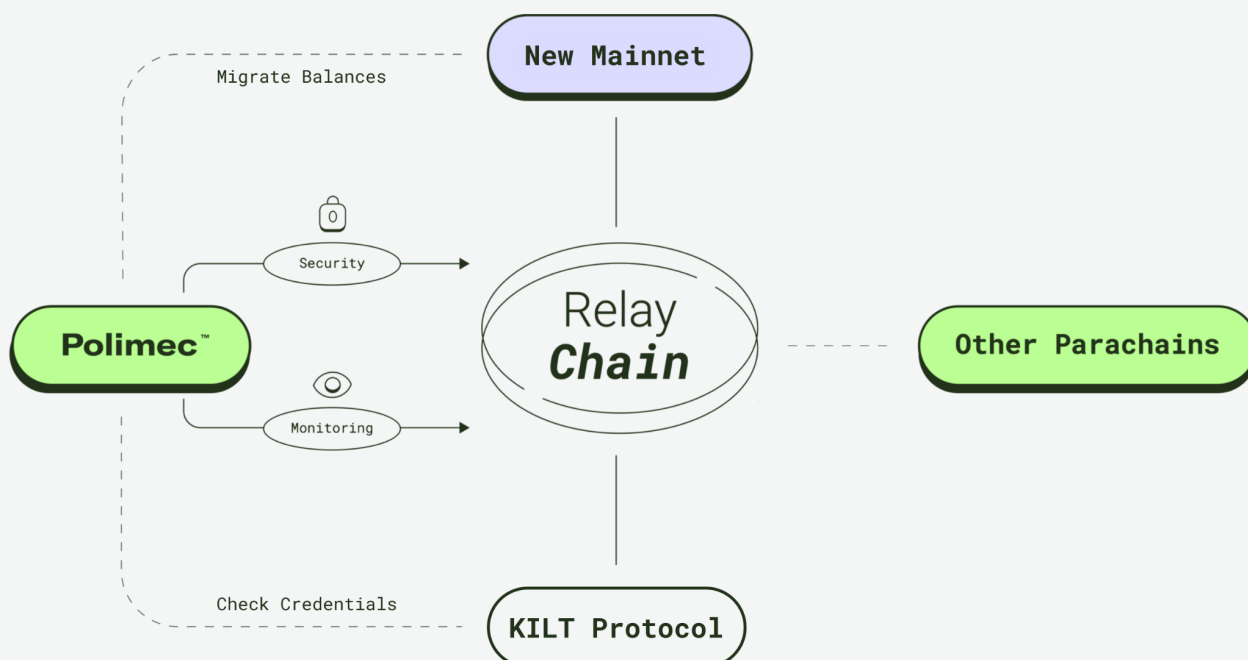 New Mainnet
Migrate Balances
Security
Relay
Chain
Polimec™
Other Parachains
Monitoring
Check Credentials
KILT Protocol